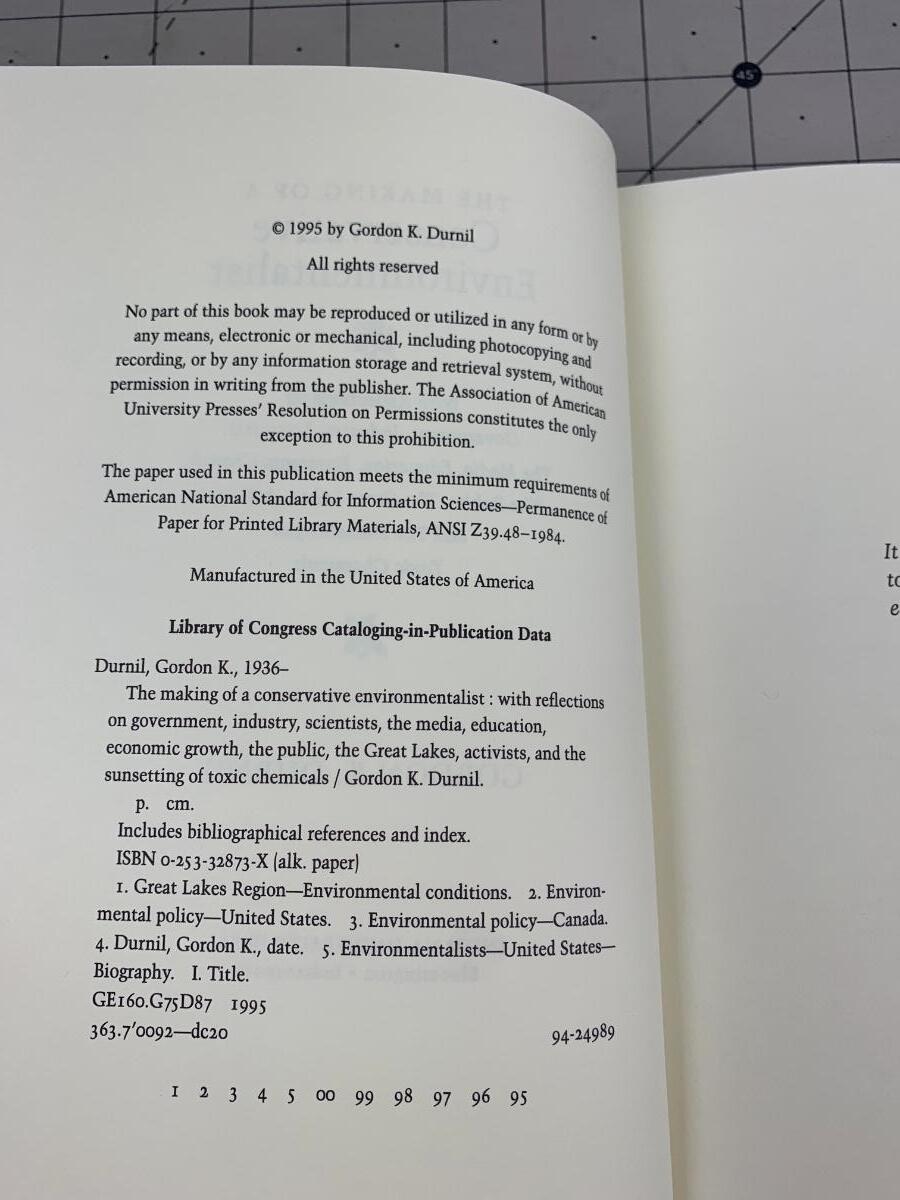 45°
THE MAKING OF A
Environmentalist
© 1995 by Gordon K. Durnil
All rights reserved
No part of this book may be reproduced or utilized in any form or by
any means, electronic or mechanical, including photocopying and
recording, or by any information storage and retrieval system, without
permission in writing from the publisher. The Association of American
University Presses' Resolution on Permissions constitutes the only
exception to this prohibition.
The paper used in this publication meets the minimum requirements of
American National Standard for Information Sciences—Permanence of
Paper for Printed Library Materials, ANSI Z39.48–1984.
Manufactured in the United States of America
Library of Congress Cataloging-in-Publication Data
Durnil, Gordon K., 1936–
The making of a conservative environmentalist : with reflections
on government, industry, scientists, the media, education,
economic growth, the public, the Great Lakes, activists, and the
sunsetting of toxic chemicals / Gordon K. Durnil.
p. cm.
Includes bibliographical references and index.
ISBN 0-253-32873-X (alk. paper)
1. Great Lakes Region—Environmental conditions. 2. Environ-
mental policy—United States. 3. Environmental policy—Canada.
4. Durnil, Gordon K., date. 5. Environmentalists—United States—
Biography. I. Title.
GE160.G75D87 1995
363.7′0092—dc20 94-24989
1 2 3 4 5 00 99 98 97 96 95
It